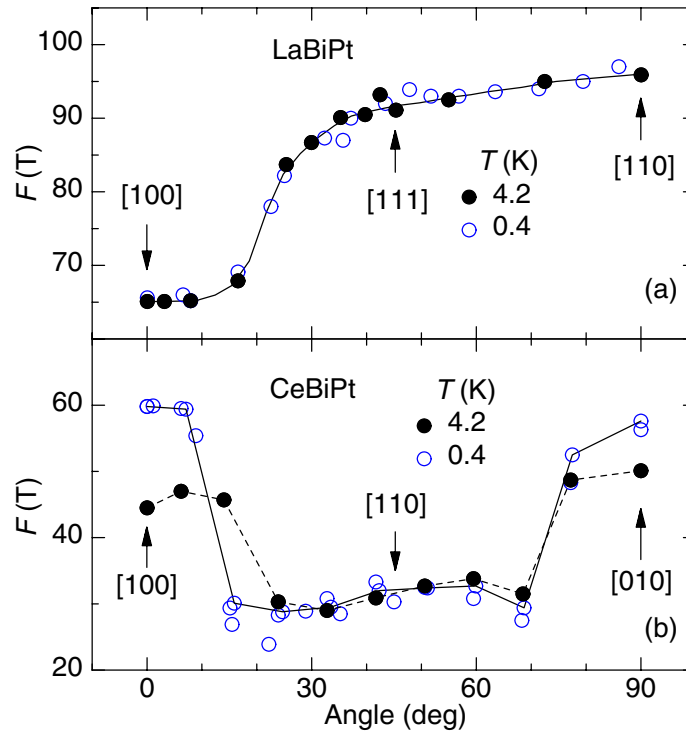 100
LaBiPt
90
F (T)
80
70
[100]
[111]
[110]
T (K)
4.2
0.4
(a)
60
CeBiPt
T (K)
4.2
0.4
F (T)
40
[110]
[100]
[010]
20
(b)
0
30
60
90
Angle (deg)